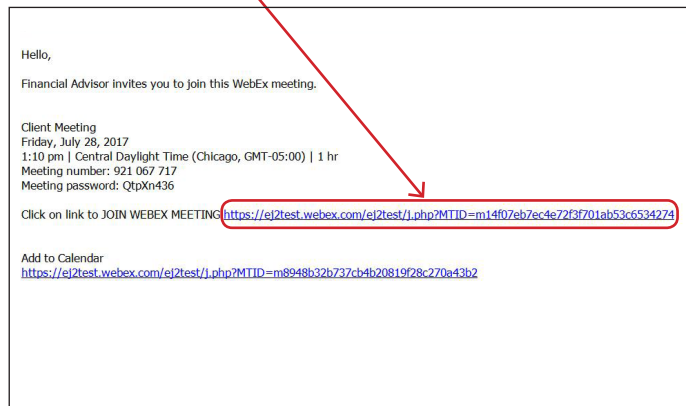 Hello,
Financial Advisor invites you to join this WebEx meeting.
Client Meeting
Friday, July 28, 2017
1:10 pm | Central Daylight Time (Chicago, GMT-05:00) | 1 hr
Meeting number: 921 067 717
Meeting password: QtpXn436
Click on link to JOIN WEBEX MEETING https://ej2test.webex.com/ej2test/j.php?MTID=m14f07eb7ec4e72f3f701ab53c6534274
Add to Calendar
https://ej2test.webex.com/ej2test/j.php?MTID=m8948b32b737cb4b20819f28c270a43b2